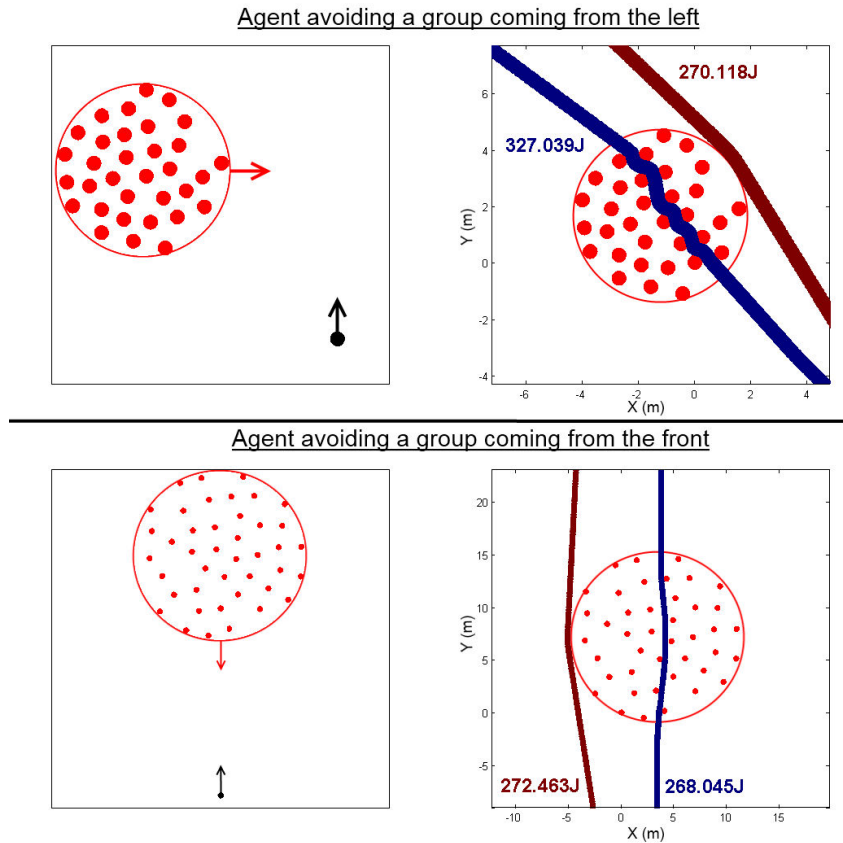 Agent avoiding a group coming from the left
270.118J
327.039J
6
4
2
0
-2
-4
Y (m)
-6 -4 -2 0 2 4
X (m)
Agent avoiding a group coming from the front
20
15
10
5
0
-5
Y (m)
272.463J 268.045J
-10 -5 0 5 10 15
X (m)